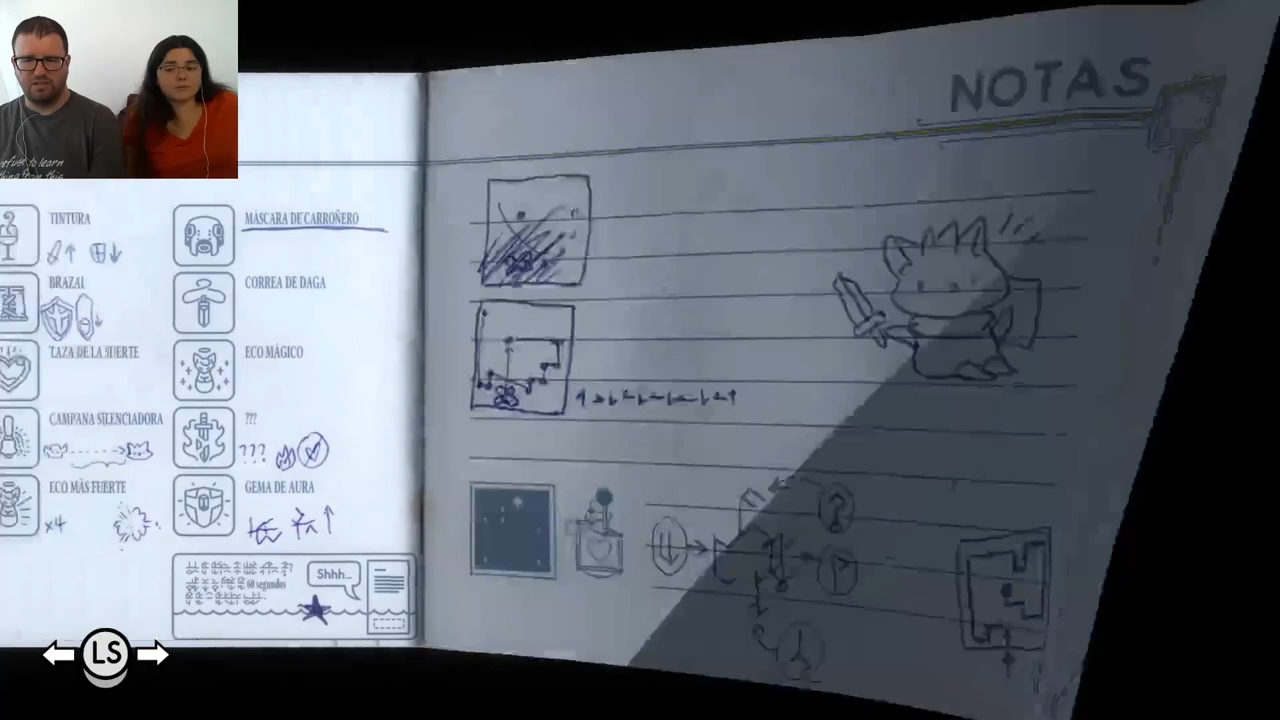 NOTAS
TINTURA
MÁSCARA DE CARROÑERO
BRAZAL
CORREA DE DAGA
TAZA DE LA SUERTE
ECO MÁGICO
CAMPANA SILENCIADORA
???
???
ECO MÁS FUERTE
x4
GEMA DE AURA
60 segundos
Shhh...
LS